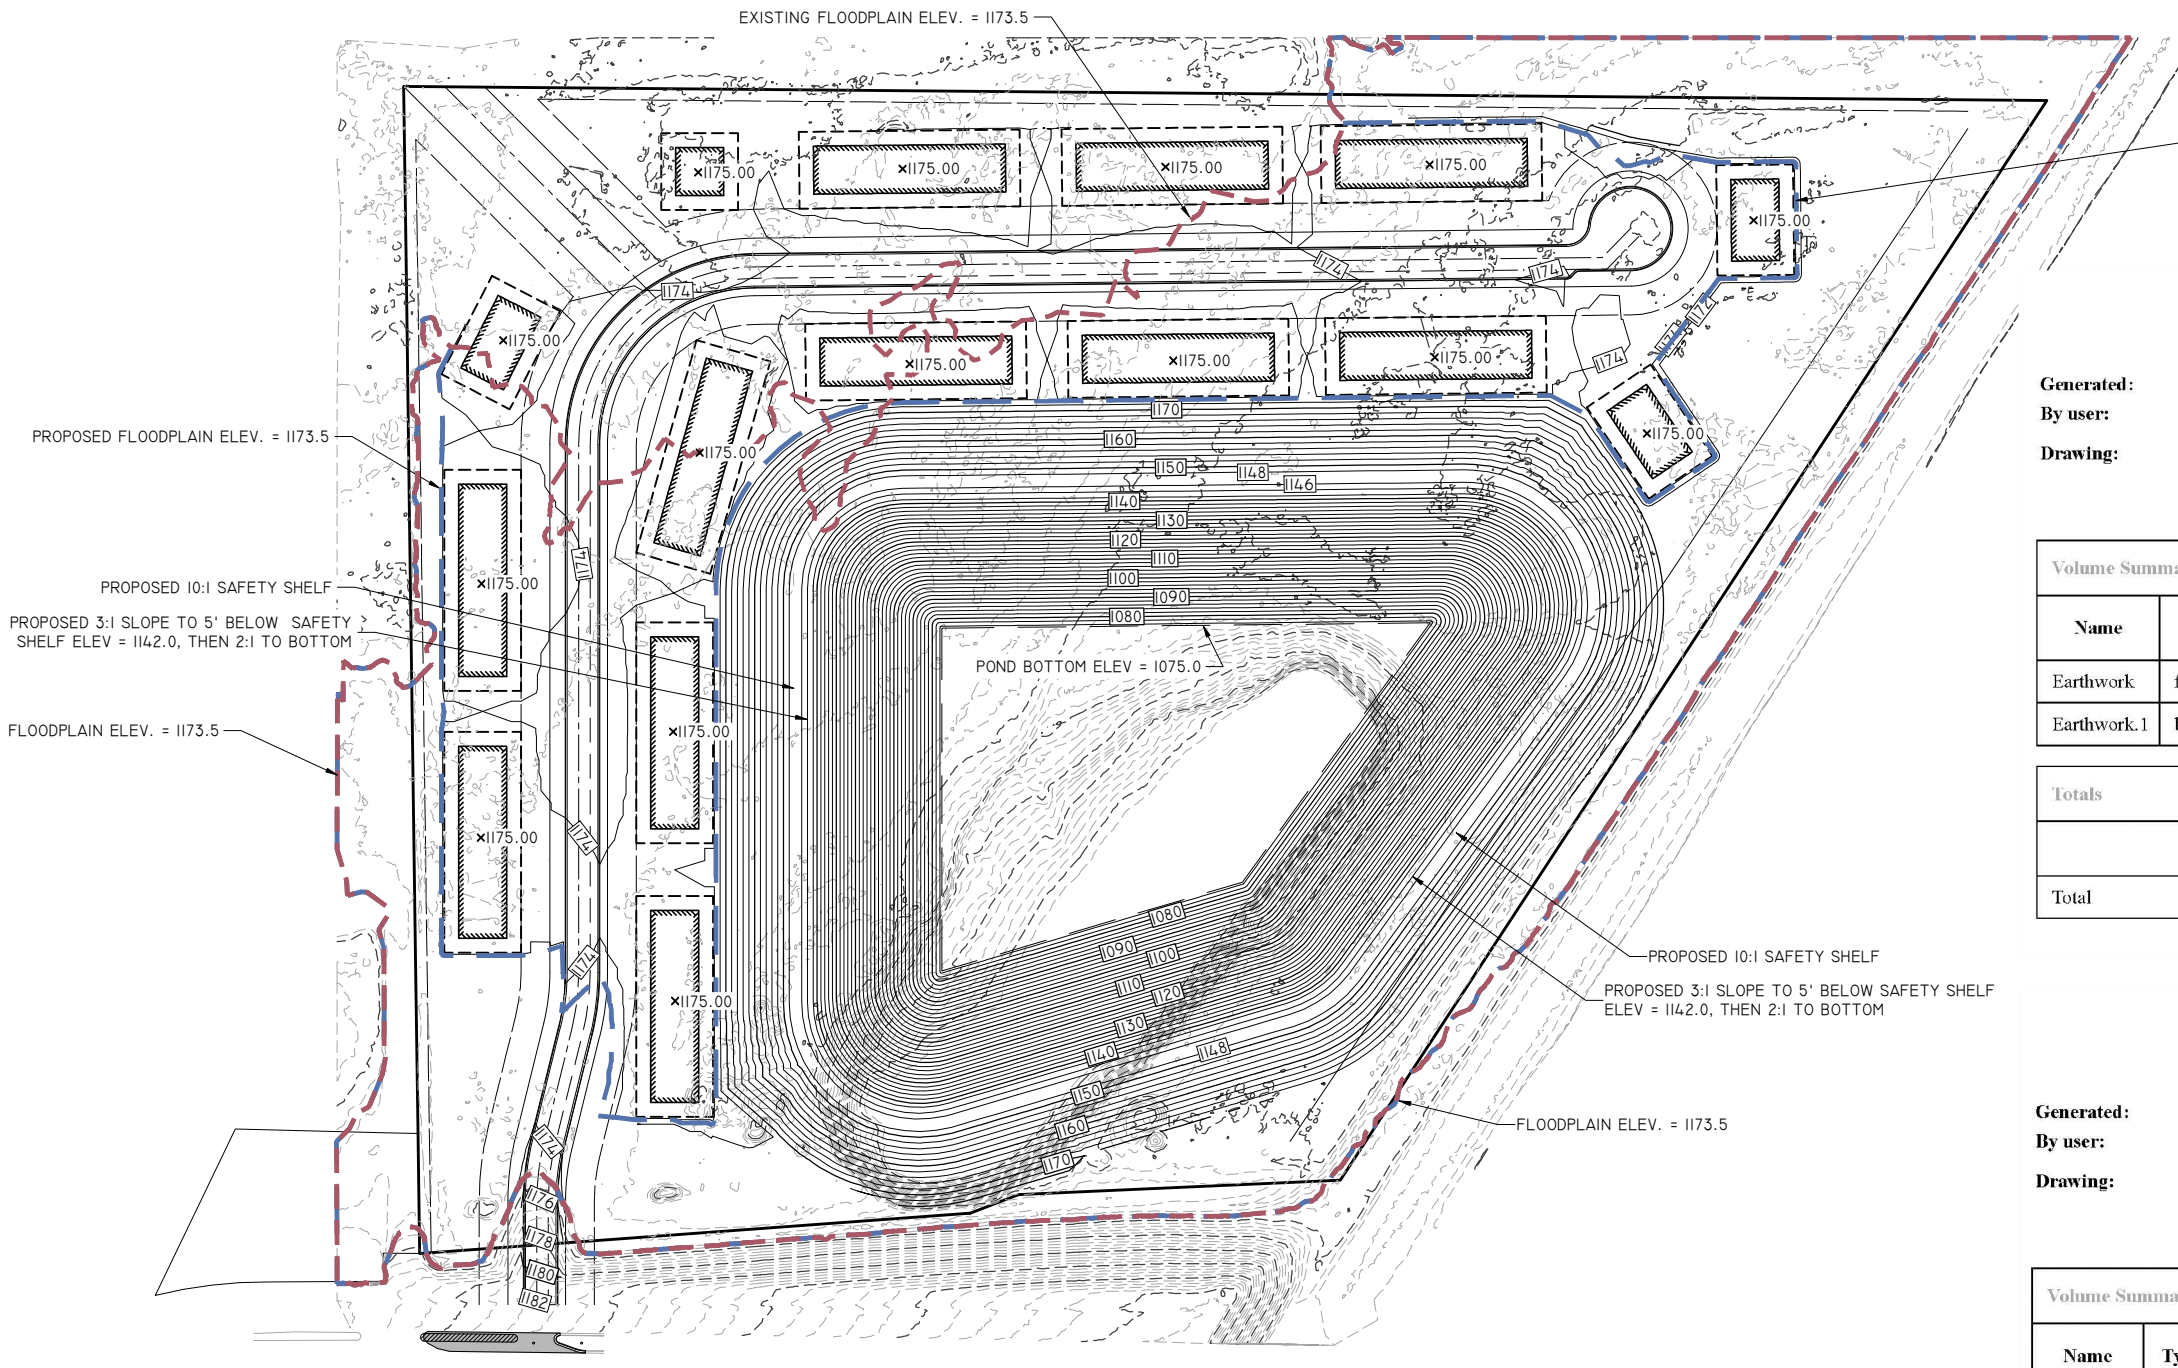 EXISTING FLOODPLAIN ELEV. = 1173.5
×1175.00
×1175.00
×1175.00
×1175.00
×1175.00
1174
1174
1174
1172
×1175.00
×1175.00
×1175.00
×1175.00
1174
Generated:
By user:
Drawing:
PROPOSED FLOODPLAIN ELEV. = 1173.5
×1175.00
×1175.00
1170
1160
1150
1148
1146
1140
1130
1120
1110
1100
1090
1080
1174
×1175.00
PROPOSED 10:1 SAFETY SHELF
PROPOSED 3:1 SLOPE TO 5' BELOW SAFETY
SHELF ELEV = 1142.0, THEN 2:1 TO BOTTOM
POND BOTTOM ELEV = 1075.0
Volume Summa
Name
Earthwork f
Earthwork.1
Totals
Total
FLOODPLAIN ELEV. = 1173.5
×1175.00
×1175.00
1174
1174
×1175.00
1080
1090
1100
1110
1120
1130
1140
1148
1150
1160
1170
PROPOSED 10:1 SAFETY SHELF
PROPOSED 3:1 SLOPE TO 5' BELOW SAFETY SHELF
ELEV = 1142.0, THEN 2:1 TO BOTTOM
FLOODPLAIN ELEV. = 1173.5
1174
1176
1178
1180
1182
Generated:
By user:
Drawing:
Volume Summa
Name Ty